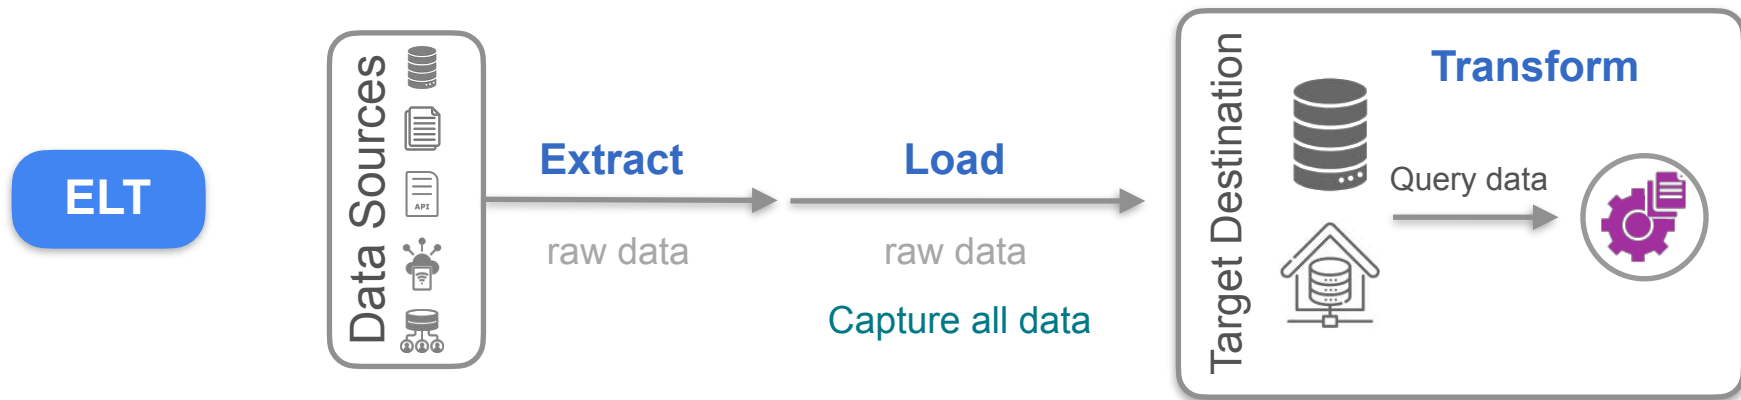 ELT
Data Sources
API
Extract
raw data
Load
raw data
Capture all data
Target Destination
Transform
Query data